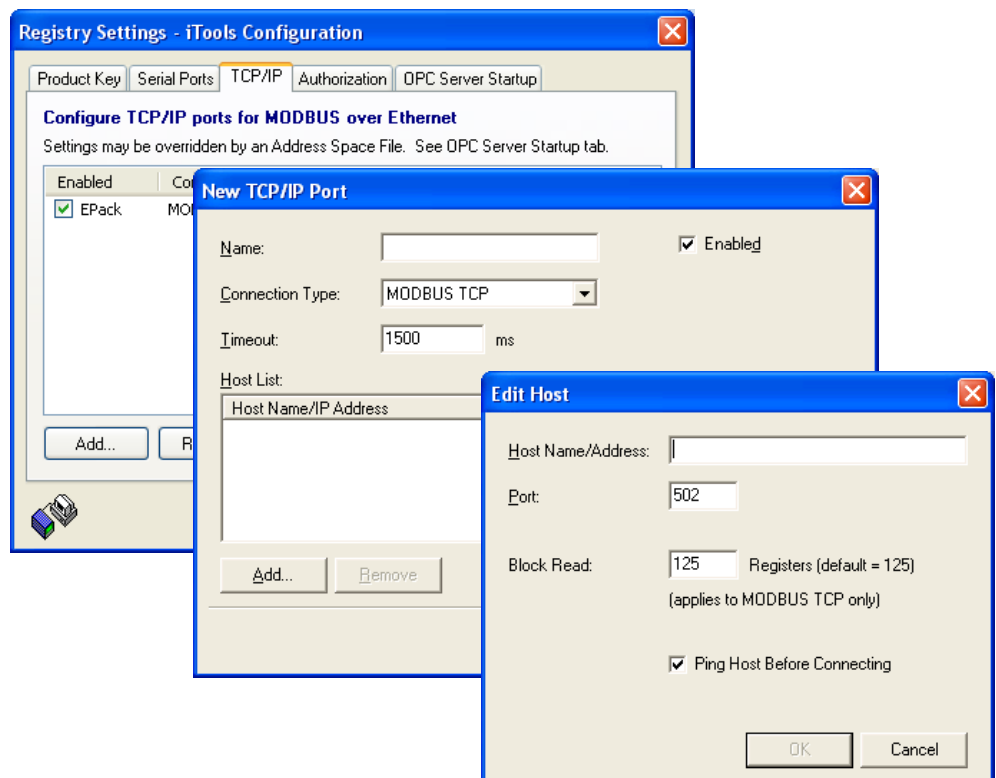 Registry Settings - iTools Configuration
Product Key Serial Ports TCP/IP Authorization OPC Server Startup
Configure TCP/IP ports for MODBUS over Ethernet
Settings may be overridden by an Address Space File. See OPC Server Startup tab.
Enabled Co
EPack MO
Add... R
New TCP/IP Port
Name: Enabled
Connection Type: MODBUS TCP
Timeout: 1500 ms
Host List:
Host Name/IP Address
Add... Remove
Edit Host
Host Name/Address:
Port: 502
Block Read: 125 Registers (default = 125)
(applies to MODBUS TCP only)
Ping Host Before Connecting
OK Cancel